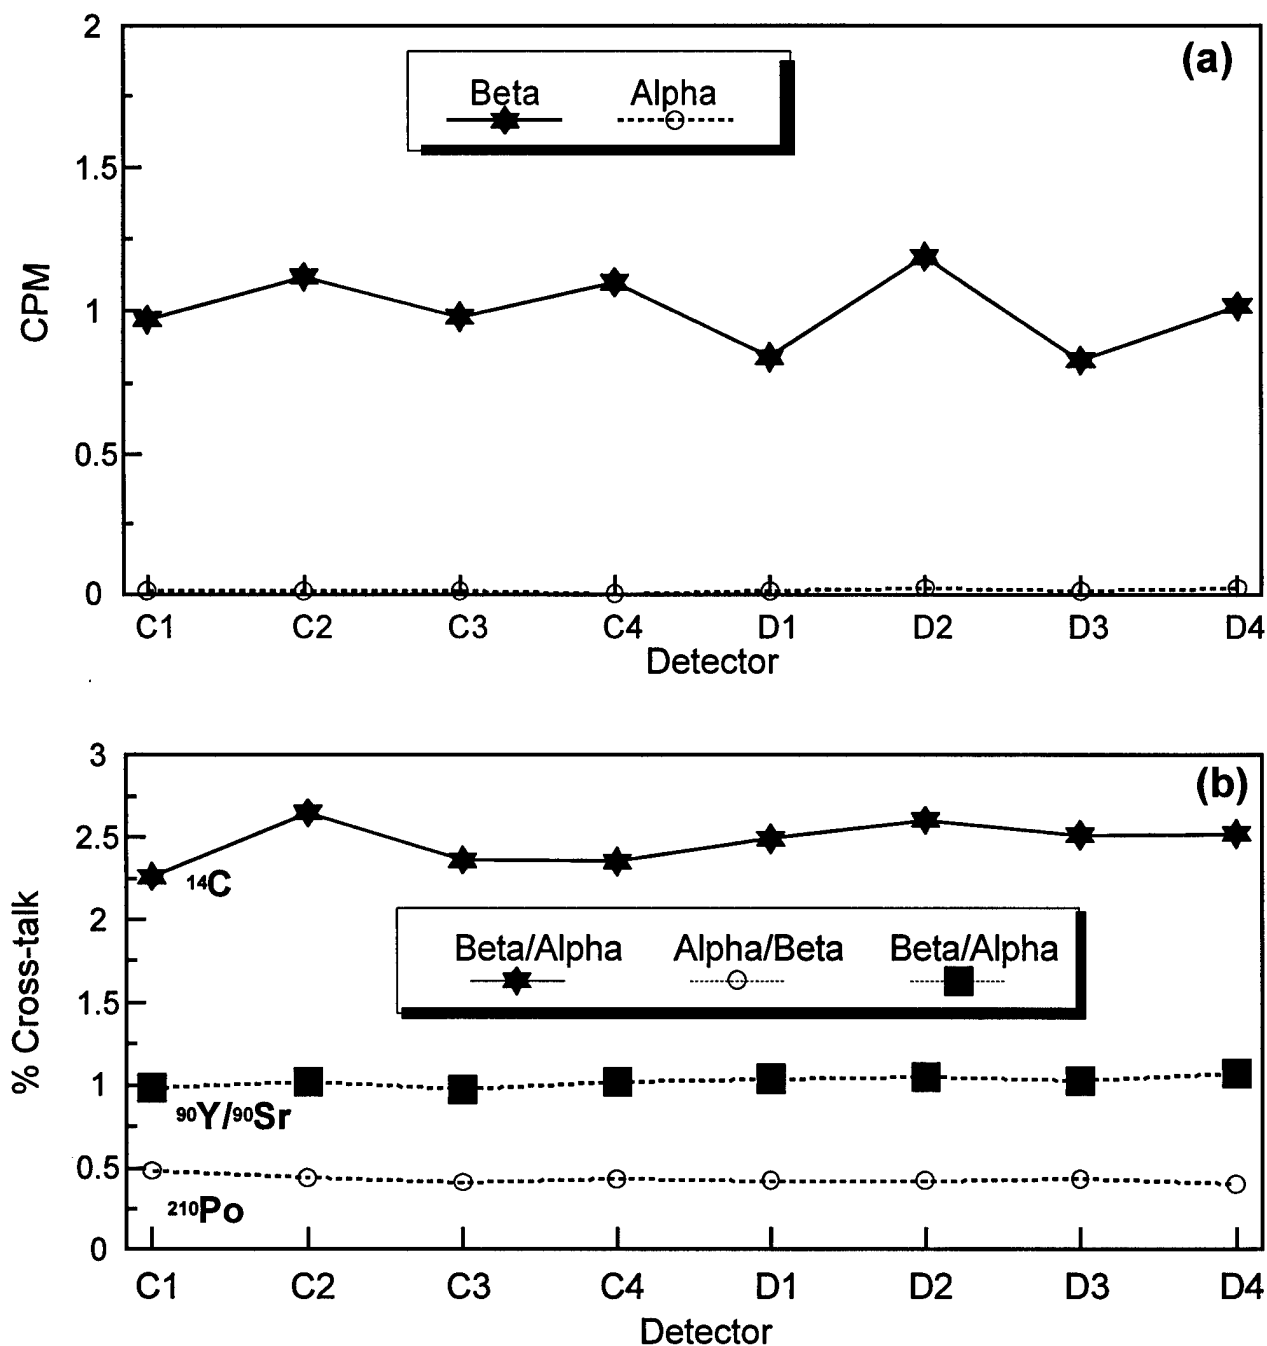 2
(a)
Beta Alpha
1.5
CPM
1
0.5
0
C1 C2 C3 C4 D1 D2 D3 D4
Detector
3
(b)
2.5
¹⁴C
% Cross-talk
2
Beta/Alpha Alpha/Beta Beta/Alpha
1.5
1
⁹⁰Y/⁹⁰Sr
0.5
²¹⁰Po
0
C1 C2 C3 C4 D1 D2 D3 D4
Detector